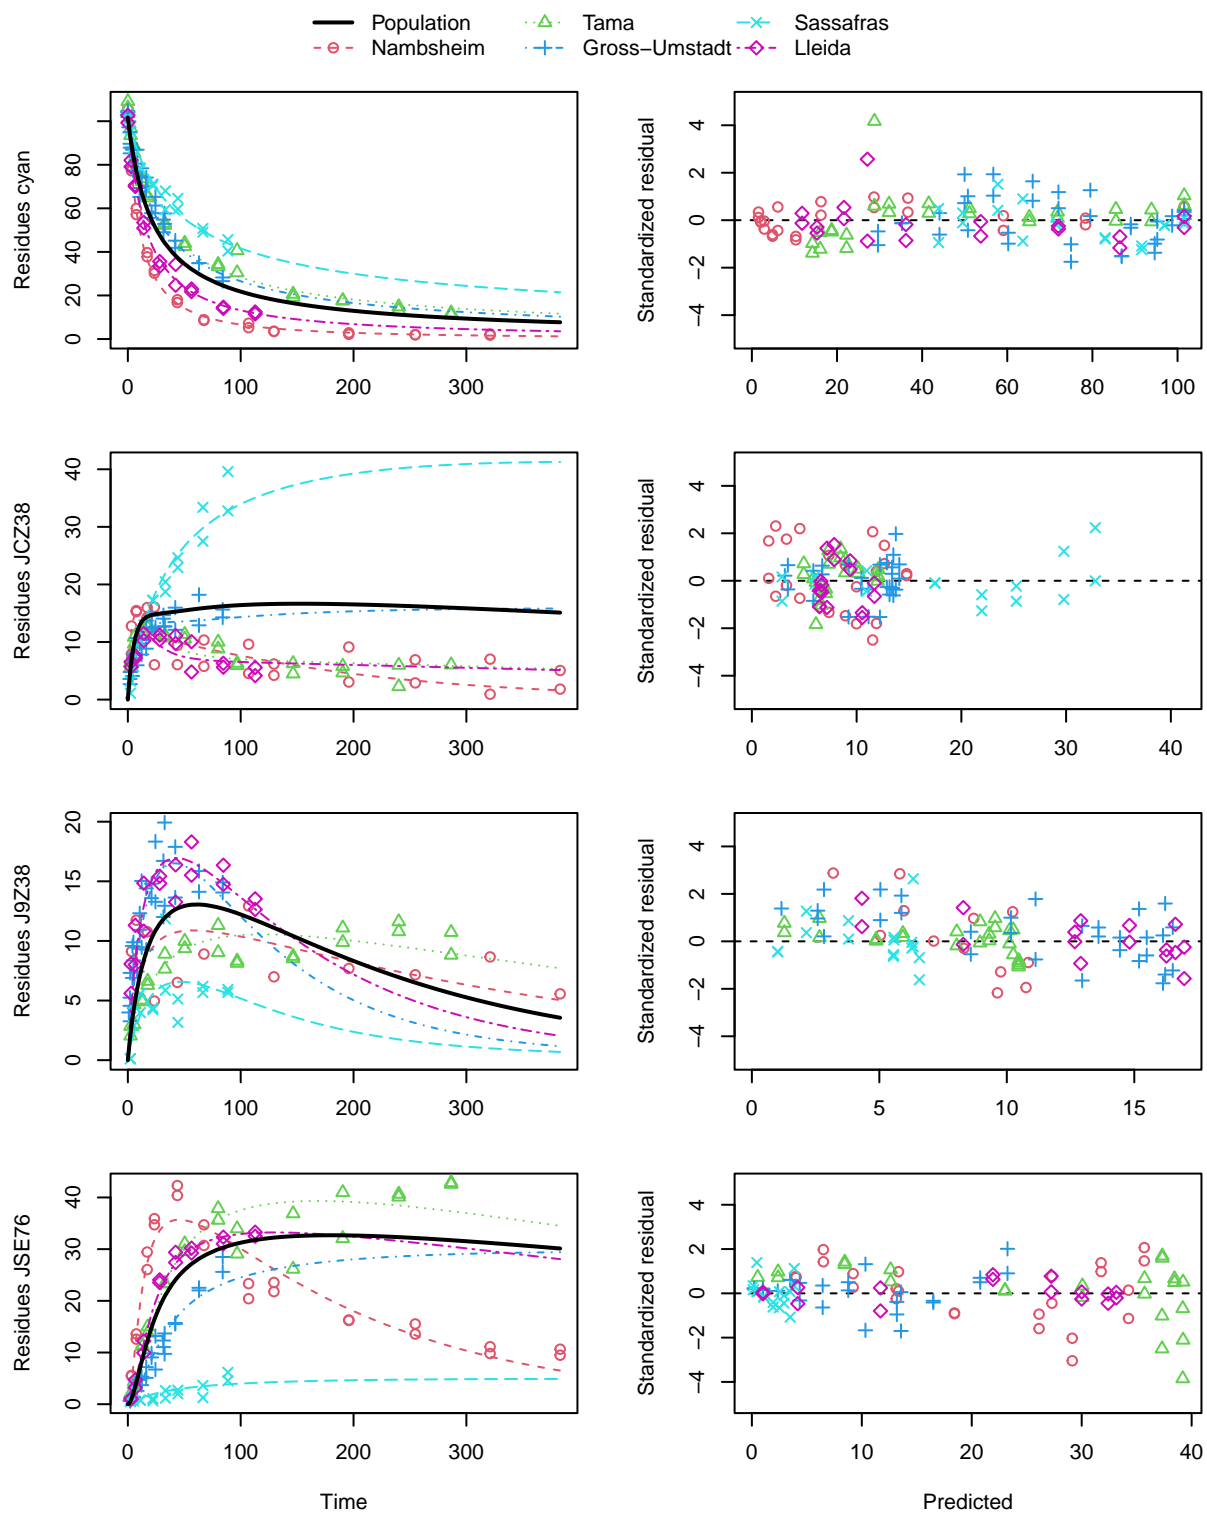 Population Tama Sassafras
Nambsheim Gross−Umstadt Lleida
Residues cyan
0 20 40 60 80
0 100 200 300
Standardized residual
−4 −2 0 2 4
0 20 40 60 80 100
Residues JCZ38
0 10 20 30 40
0 100 200 300
Standardized residual
−4 −2 0 2 4
0 10 20 30 40
Residues J9Z38
0 5 10 15 20
0 100 200 300
Standardized residual
−4 −2 0 2 4
0 5 10 15
Residues JSE76
0 10 20 30 40
0 100 200 300
Time
Standardized residual
−4 −2 0 2 4
0 10 20 30 40
Predicted